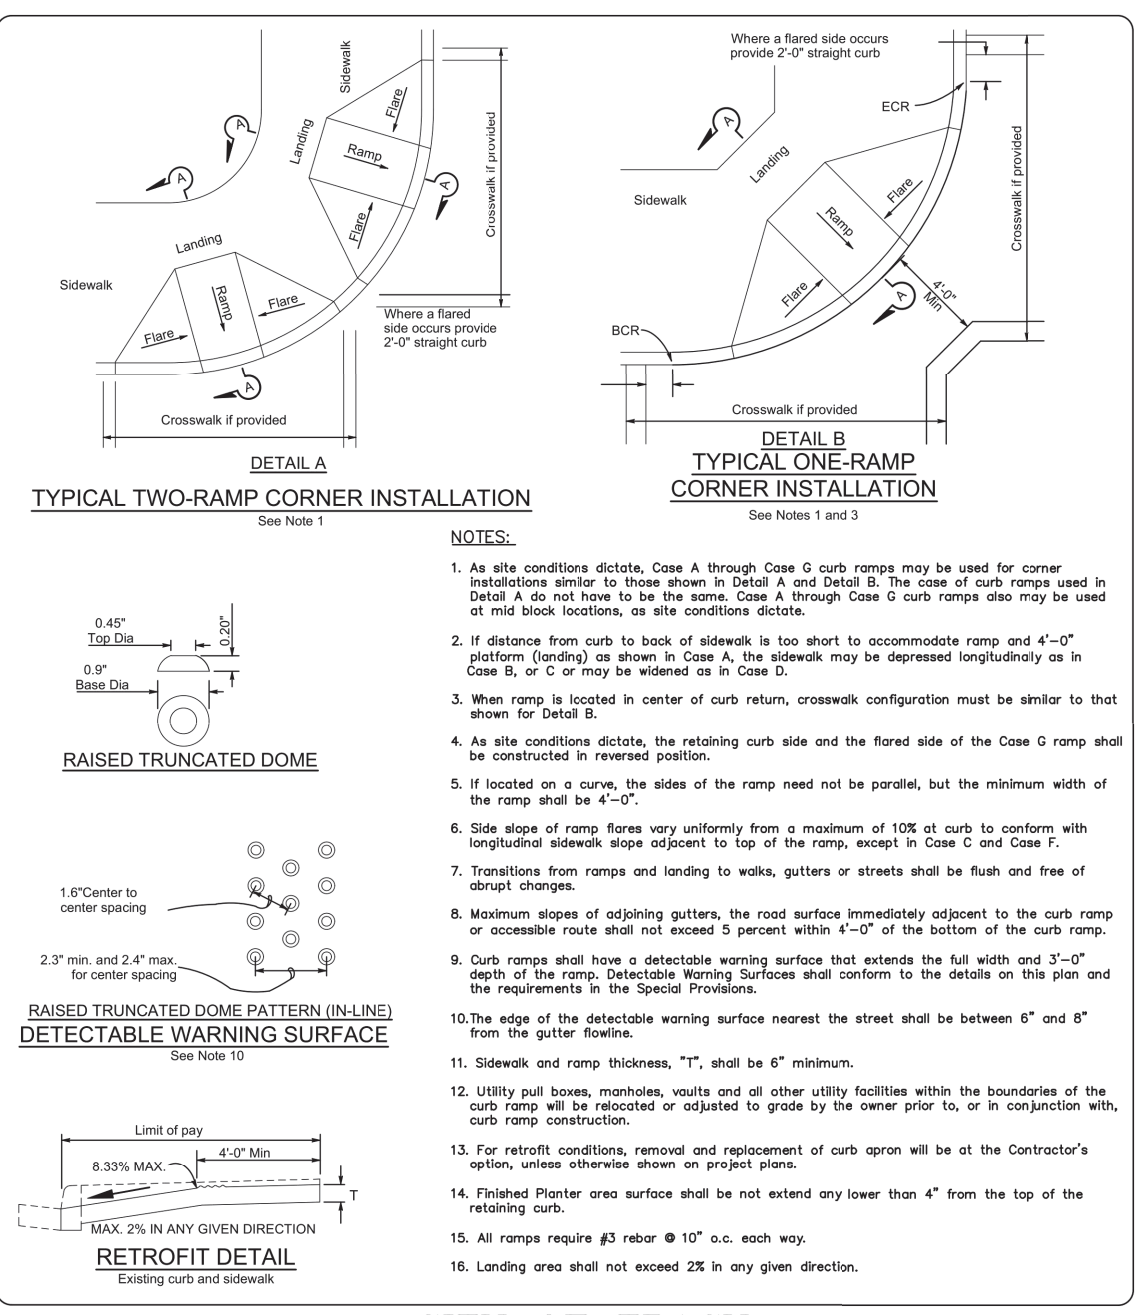 Sidewalk
Flare
A
Landing
Ramp
A
A
Crosswalk if provided
Flare
Landing
Sidewalk
Ramp
Flare
Flare
Where a flared
side occurs provide
2'-0" straight curb
A
Crosswalk if provided
DETAIL A
TYPICAL TWO-RAMP CORNER INSTALLATION
See Note 1
Where a flared side occurs
provide 2'-0" straight curb
ECR
A
Landing
Crosswalk if provided
Sidewalk
Flare
Ramp
Flare
A
4'-0"
Min
BCR
Crosswalk if provided
DETAIL B
TYPICAL ONE-RAMP
CORNER INSTALLATION
See Notes 1 and 3
0.45"
Top Dia
0.20"
0.9"
Base Dia
RAISED TRUNCATED DOME
1.6"Center to
center spacing
2.3" min. and 2.4" max.
for center spacing
RAISED TRUNCATED DOME PATTERN (IN-LINE)
DETECTABLE WARNING SURFACE
See Note 10
Limit of pay
4'-0" Min
8.33% MAX.
T
MAX. 2% IN ANY GIVEN DIRECTION
RETROFIT DETAIL
Existing curb and sidewalk
NOTES:
1. As site conditions dictate, Case A through Case G curb ramps may be used for corner
installations similar to those shown in Detail A and Detail B. The case of curb ramps used in
Detail A do not have to be the same. Case A through Case G curb ramps also may be used
at mid block locations, as site conditions dictate.
2. If distance from curb to back of sidewalk is too short to accommodate ramp and 4'-0"
platform (landing) as shown in Case A, the sidewalk may be depressed longitudinally as in
Case B, or C or may be widened as in Case D.
3. When ramp is located in center of curb return, crosswalk configuration must be similar to that
shown for Detail B.
4. As site conditions dictate, the retaining curb side and the flared side of the Case G ramp shall
be constructed in reversed position.
5. If located on a curve, the sides of the ramp need not be parallel, but the minimum width of
the ramp shall be 4'-0".
6. Side slope of ramp flares vary uniformly from a maximum of 10% at curb to conform with
longitudinal sidewalk slope adjacent to top of the ramp, except in Case C and Case F.
7. Transitions from ramps and landing to walks, gutters or streets shall be flush and free of
abrupt changes.
8. Maximum slopes of adjoining gutters, the road surface immediately adjacent to the curb ramp
or accessible route shall not exceed 5 percent within 4'-0" of the bottom of the curb ramp.
9. Curb ramps shall have a detectable warning surface that extends the full width and 3'-0"
depth of the ramp. Detectable Warning Surfaces shall conform to the details on this plan and
the requirements in the Special Provisions.
10.The edge of the detectable warning surface nearest the street shall be between 6" and 8"
from the gutter flowline.
11. Sidewalk and ramp thickness, "T", shall be 6" minimum.
12. Utility pull boxes, manholes, vaults and all other utility facilities within the boundaries of the
curb ramp will be relocated or adjusted to grade by the owner prior to, or in conjunction with,
curb ramp construction.
13. For retrofit conditions, removal and replacement of curb apron will be at the Contractor's
option, unless otherwise shown on project plans.
14. Finished Planter area surface shall be not extend any lower than 4" from the top of the
retaining curb.
15. All ramps require #3 rebar @ 10" o.c. each way.
16. Landing area shall not exceed 2% in any given direction.